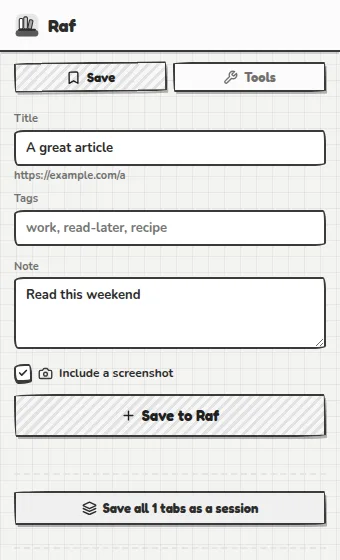 Raf
Save
Tools
Title
A great article
https://example.com/a
Tags
work, read-later, recipe
Note
Read this weekend
Include a screenshot
Save to Raf
Save all 1 tabs as a session